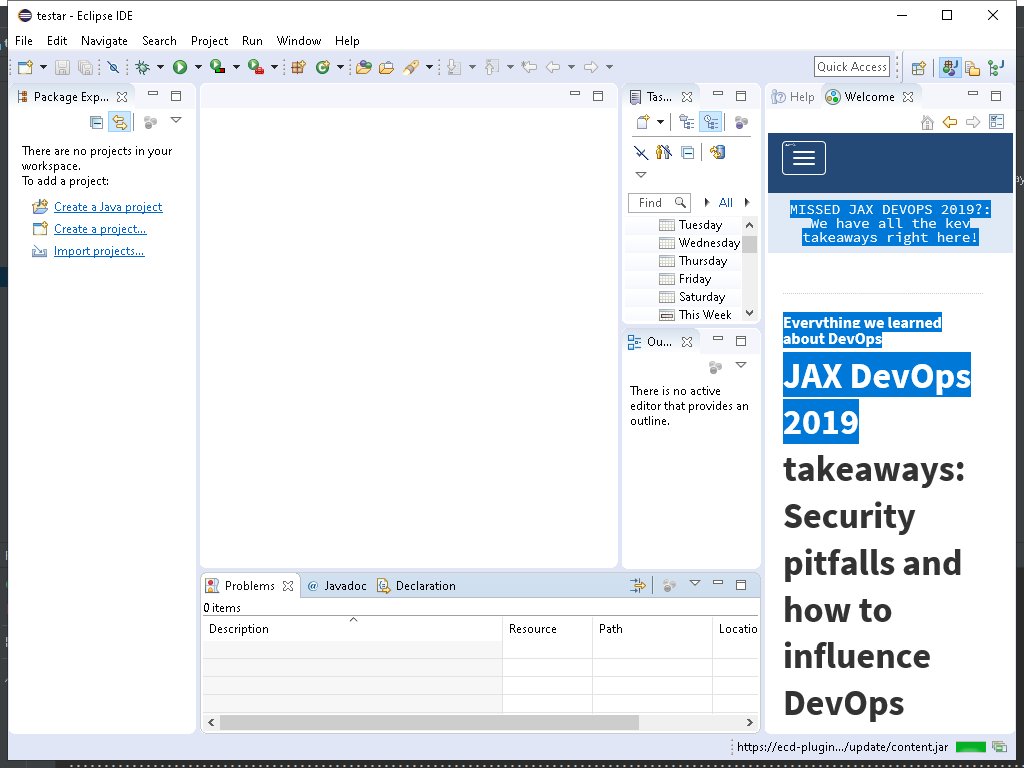 testar - Eclipse IDE
File Edit Navigate Search Project Run Window Help
Quick Access
Package Exp...
There are no projects in your
workspace.
To add a project:
Create a Java project
Create a project...
Import projects...
Tas...
Find
All
Tuesday
Wednesday
Thursday
Friday
Saturday
This Week
Ou...
There is no active
editor that provides an
outline.
Help
Welcome
MISSED JAX DEVOPS 2019?:
We have all the key
takeaways right here!
Everything we learned
about DevOps
JAX DevOps
2019
takeaways:
Security
pitfalls and
how to
influence
DevOps
Problems
@ Javadoc
Declaration
0 items
Description Resource Path Locatio
https://ecd-plugin.../update/content.jar